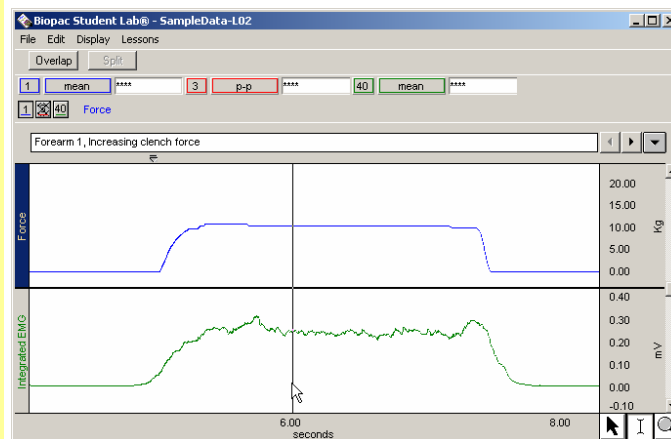 Biopac Student Lab® - SampleData-L02
File Edit Display Lessons
Overlap Split
1 mean **** 3 p-p **** 40 mean ****
1 3 40 Force
Forearm 1, Increasing clench force
Force
20.00
15.00
10.00
5.00
0.00
Kg
Integrated EMG
0.40
0.30
0.20
0.10
0.00
-0.10
mV
6.00 8.00
seconds